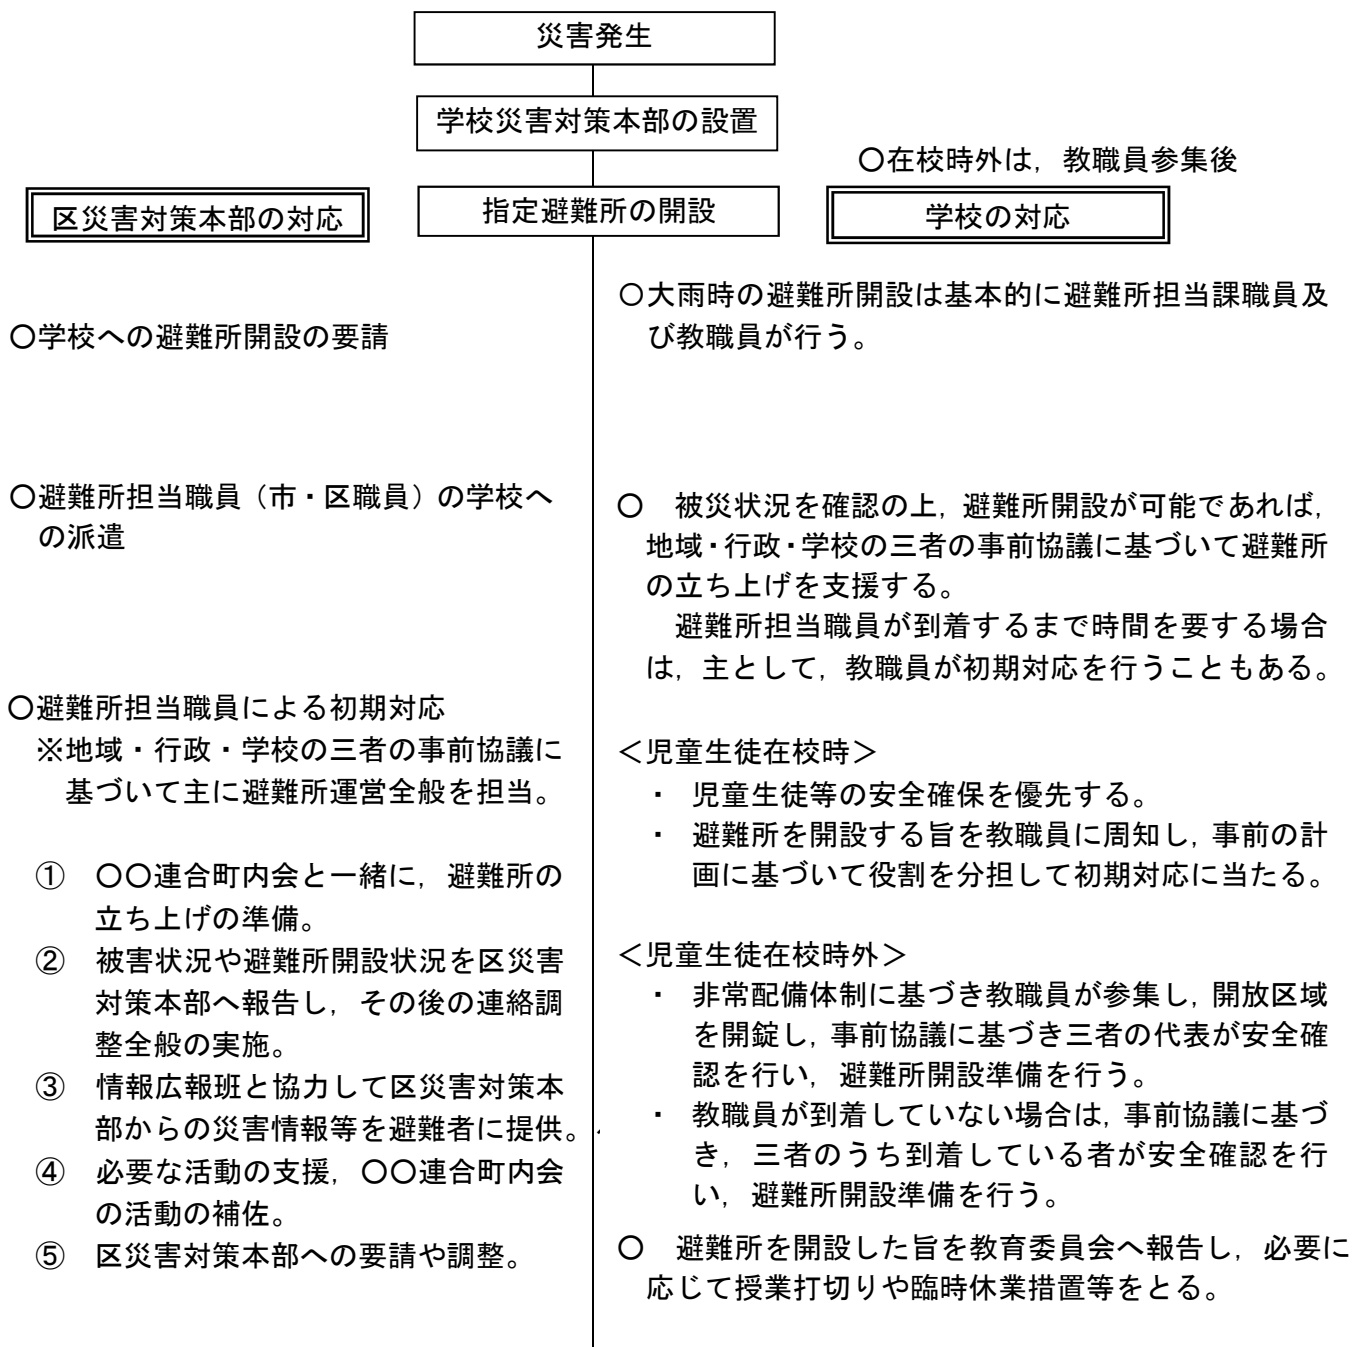 災害発生
学校災害対策本部の設置
〇在校時外は，教職員参集後
区災害対策本部の対応
指定避難所の開設
学校の対応
〇学校への避難所開設の要請
〇避難所担当職員（市・区職員）の学校へ
の派遣
〇避難所担当職員による初期対応
※地域・行政・学校の三者の事前協議に
基づいて主に避難所運営全般を担当。
① 〇〇連合町内会と一緒に，避難所の
立ち上げの準備。
② 被害状況や避難所開設状況を区災害
対策本部へ報告し，その後の連絡調
整全般の実施。
③ 情報広報班と協力して区災害対策本
部からの災害情報等を避難者に提供。
④ 必要な活動の支援，〇〇連合町内会
の活動の補佐。
⑤ 区災害対策本部への要請や調整。
〇大雨時の避難所開設は基本的に避難所担当課職員及
び教職員が行う。
〇 被災状況を確認の上，避難所開設が可能であれば，
地域・行政・学校の三者の事前協議に基づいて避難所
の立ち上げを支援する。
避難所担当職員が到着するまで時間を要する場合
は，主として，教職員が初期対応を行うこともある。
＜児童生徒在校時＞
・ 児童生徒等の安全確保を優先する。
・ 避難所を開設する旨を教職員に周知し，事前の計
画に基づいて役割を分担して初期対応に当たる。
＜児童生徒在校時外＞
・ 非常配備体制に基づき教職員が参集し，開放区域
を開錠し，事前協議に基づき三者の代表が安全確
認を行い，避難所開設準備を行う。
・ 教職員が到着していない場合は，事前協議に基づ
き，三者のうち到着している者が安全確認を行
い，避難所開設準備を行う。
〇 避難所を開設した旨を教育委員会へ報告し，必要に
応じて授業打切りや臨時休業措置等をとる。